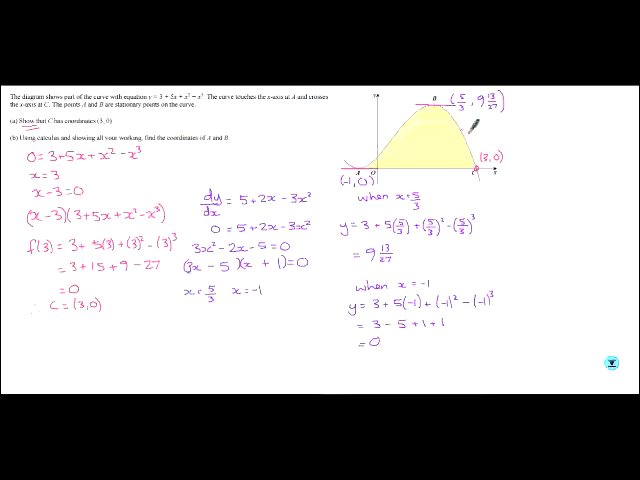 The diagram shows part of the curve with equation y = 3 + 5x + x² − x³. The curve touches the x-axis at A and crosses
the x-axis at C. The points A and B are stationary points on the curve.
(a) Show that C has coordinates (3, 0)
(b) Using calculus and showing all your working, find the coordinates of A and B
0 = 3+5x + x² − x³
x = 3
x − 3 = 0
(x − 3)(3 + 5x + x² − x³)
f(3) = 3 + 5(3) + (3)² − (3)³
= 3 + 15 + 9 − 27
= 0
∴ C = (3, 0)
dy/dx = 5 + 2x − 3x²
0 = 5 + 2x − 3x²
3x² − 2x − 5 = 0
(3x − 5)(x + 1) = 0
x = 5/3 x = −1
y
B
(5/3, 9 13/27)
(3, 0)
A
O
C
x
(−1, 0)
when x = 5/3
y = 3 + 5(5/3) + (5/3)² − (5/3)³
= 9 13/27
when x = −1
y = 3 + 5(−1) + (−1)² − (−1)³
= 3 − 5 + 1 + 1
= 0